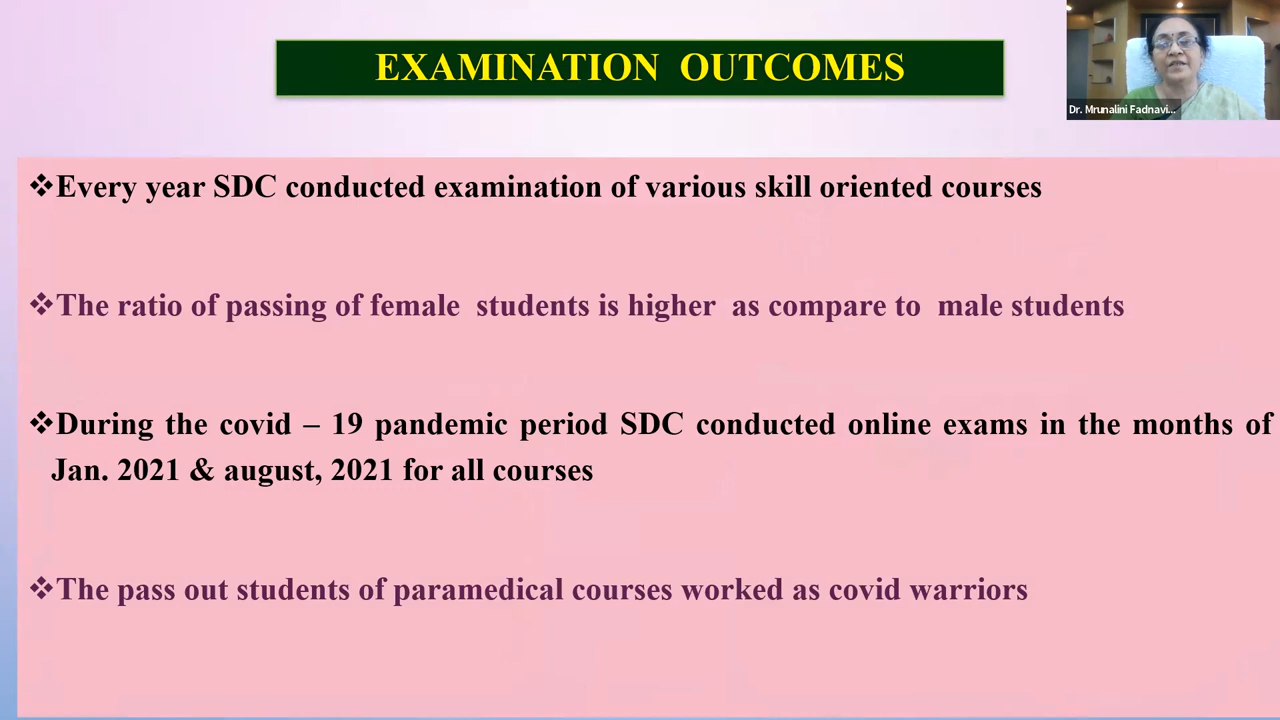 EXAMINATION OUTCOMES
Dr. Mrunalini Fadnavi...
❖Every year SDC conducted examination of various skill oriented courses
❖The ratio of passing of female students is higher as compare to male students
❖During the covid – 19 pandemic period SDC conducted online exams in the months of
Jan. 2021 & august, 2021 for all courses
❖The pass out students of paramedical courses worked as covid warriors